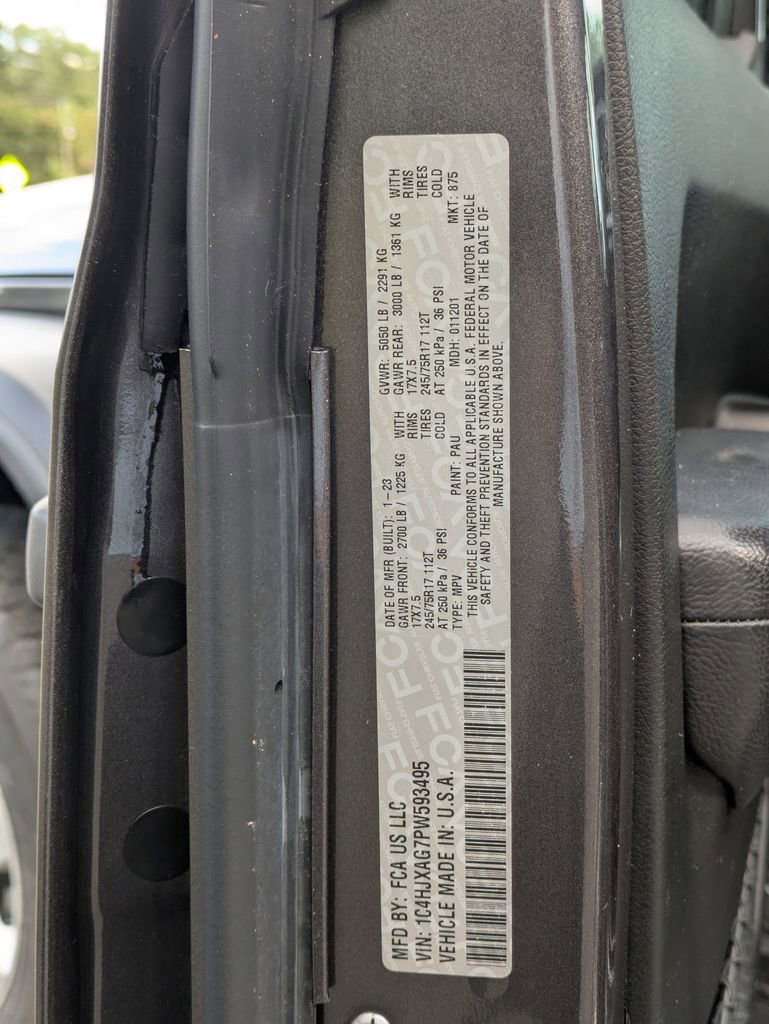 MFD BY: FCA US LLC
VIN: 1C4HJXAG7PW593495
VEHICLE MADE IN: U.S.A.
DATE OF MFR (BUILT): 1-23 GVWR: 5050 LB / 2291 KG
GAWR FRONT: 2700 LB / 1225 KG WITH GAWR REAR: 3000 LB / 1361 KG WITH
17X7.5 RIMS 17X7.5 RIMS
245/75R17 112T TIRES 245/75R17 112T TIRES
AT 250 kPa / 36 PSI COLD AT 250 kPa / 36 PSI COLD
TYPE: MPV PAINT: PAU MDH: 011201 MKT: 875
THIS VEHICLE CONFORMS TO ALL APPLICABLE U.S.A. FEDERAL MOTOR VEHICLE
SAFETY AND THEFT PREVENTION STANDARDS IN EFFECT ON THE DATE OF
MANUFACTURE SHOWN ABOVE.